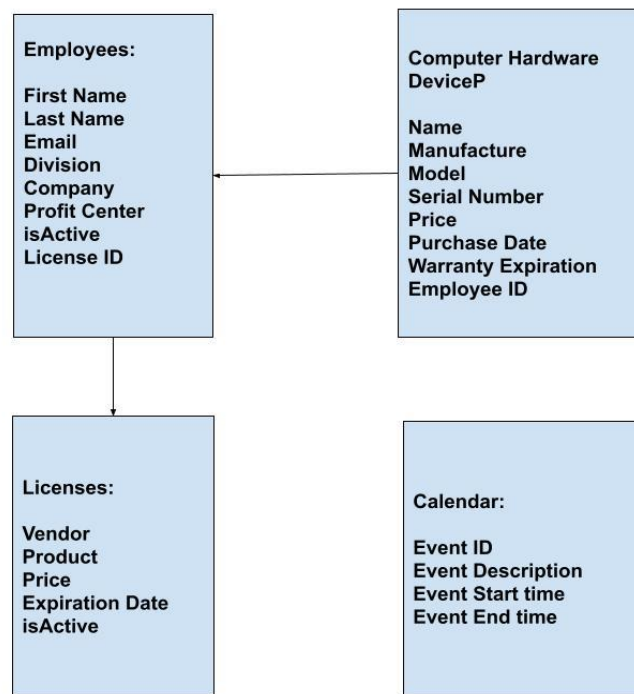 Employees:
First Name
Last Name
Email
Division
Company
Profit Center
isActive
License ID
Computer Hardware
DeviceP
Name
Manufacture
Model
Serial Number
Price
Purchase Date
Warranty Expiration
Employee ID
Licenses:
Vendor
Product
Price
Expiration Date
isActive
Calendar:
Event ID
Event Description
Event Start time
Event End time